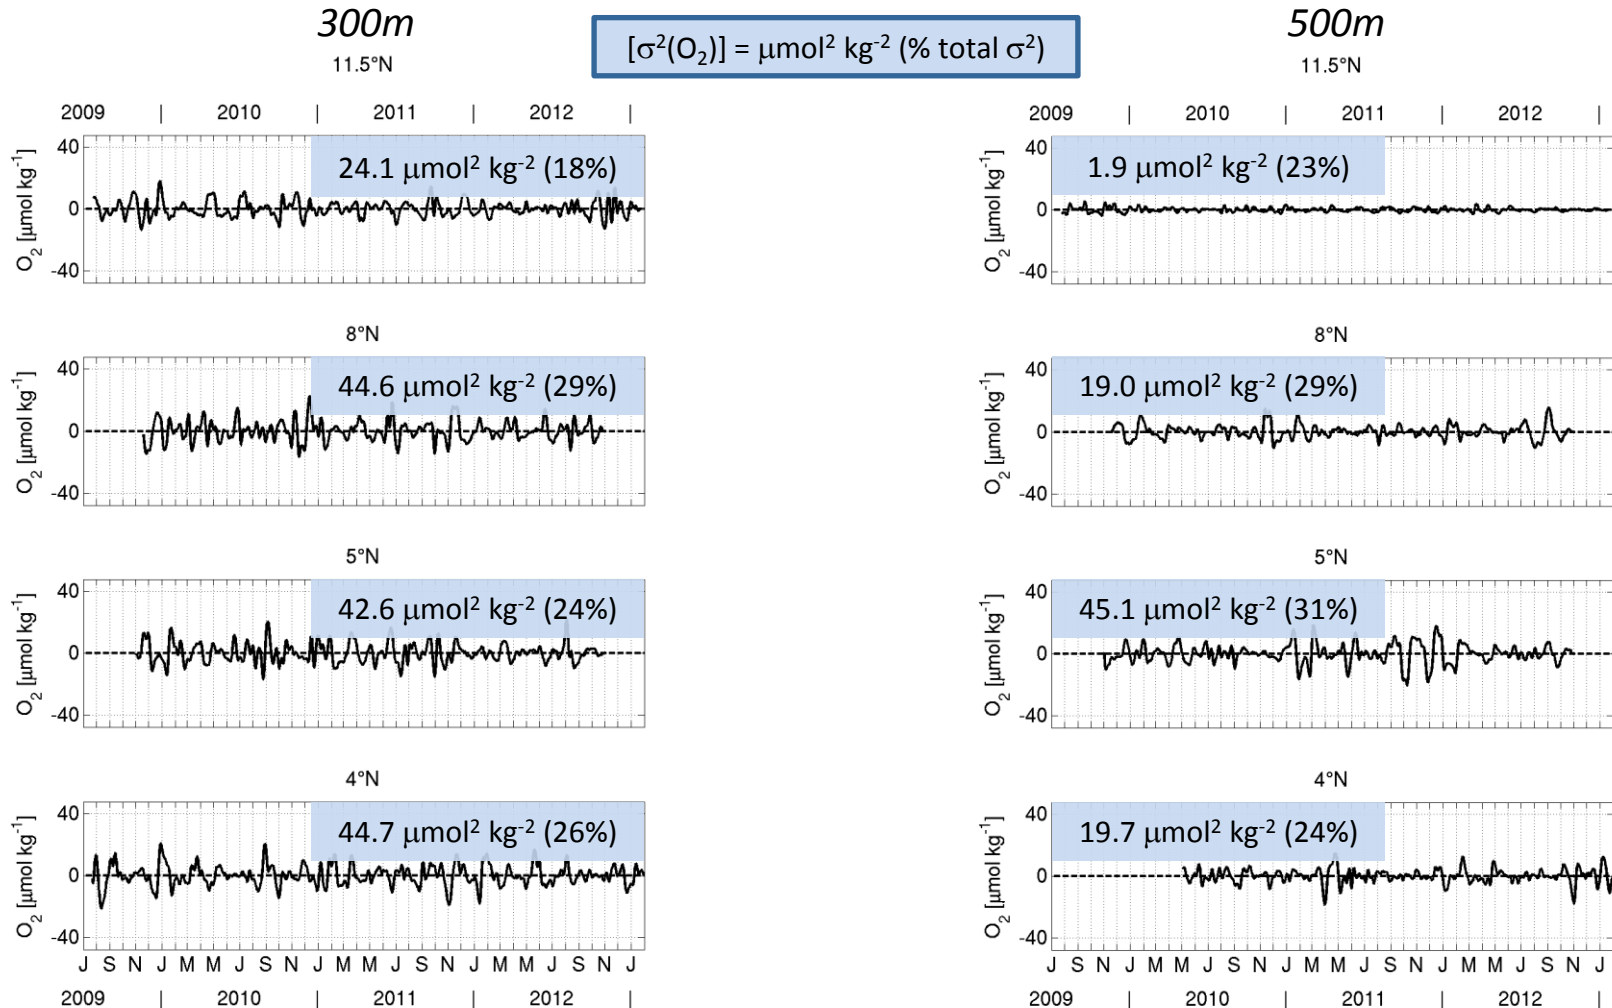 300m
[σ²(O₂)] = μmol² kg⁻² (% total σ²)
500m
11.5°N
11.5°N
2009 | 2010 | 2011 | 2012 |
2009 | 2010 | 2011 | 2012 |
40
0
-40
O₂ [μmol kg⁻¹]
24.1 μmol² kg⁻² (18%)
40
0
-40
O₂ [μmol kg⁻¹]
1.9 μmol² kg⁻² (23%)
8°N
8°N
40
0
-40
O₂ [μmol kg⁻¹]
44.6 μmol² kg⁻² (29%)
40
0
-40
O₂ [μmol kg⁻¹]
19.0 μmol² kg⁻² (29%)
5°N
5°N
40
0
-40
O₂ [μmol kg⁻¹]
42.6 μmol² kg⁻² (24%)
40
0
-40
O₂ [μmol kg⁻¹]
45.1 μmol² kg⁻² (31%)
4°N
4°N
40
0
-40
O₂ [μmol kg⁻¹]
44.7 μmol² kg⁻² (26%)
40
0
-40
O₂ [μmol kg⁻¹]
19.7 μmol² kg⁻² (24%)
J S N J M M J S N J M M J S N J M M J S N J
J S N J M M J S N J M M J S N J M M J S N J
2009 | 2010 | 2011 | 2012 |
2009 | 2010 | 2011 | 2012 |